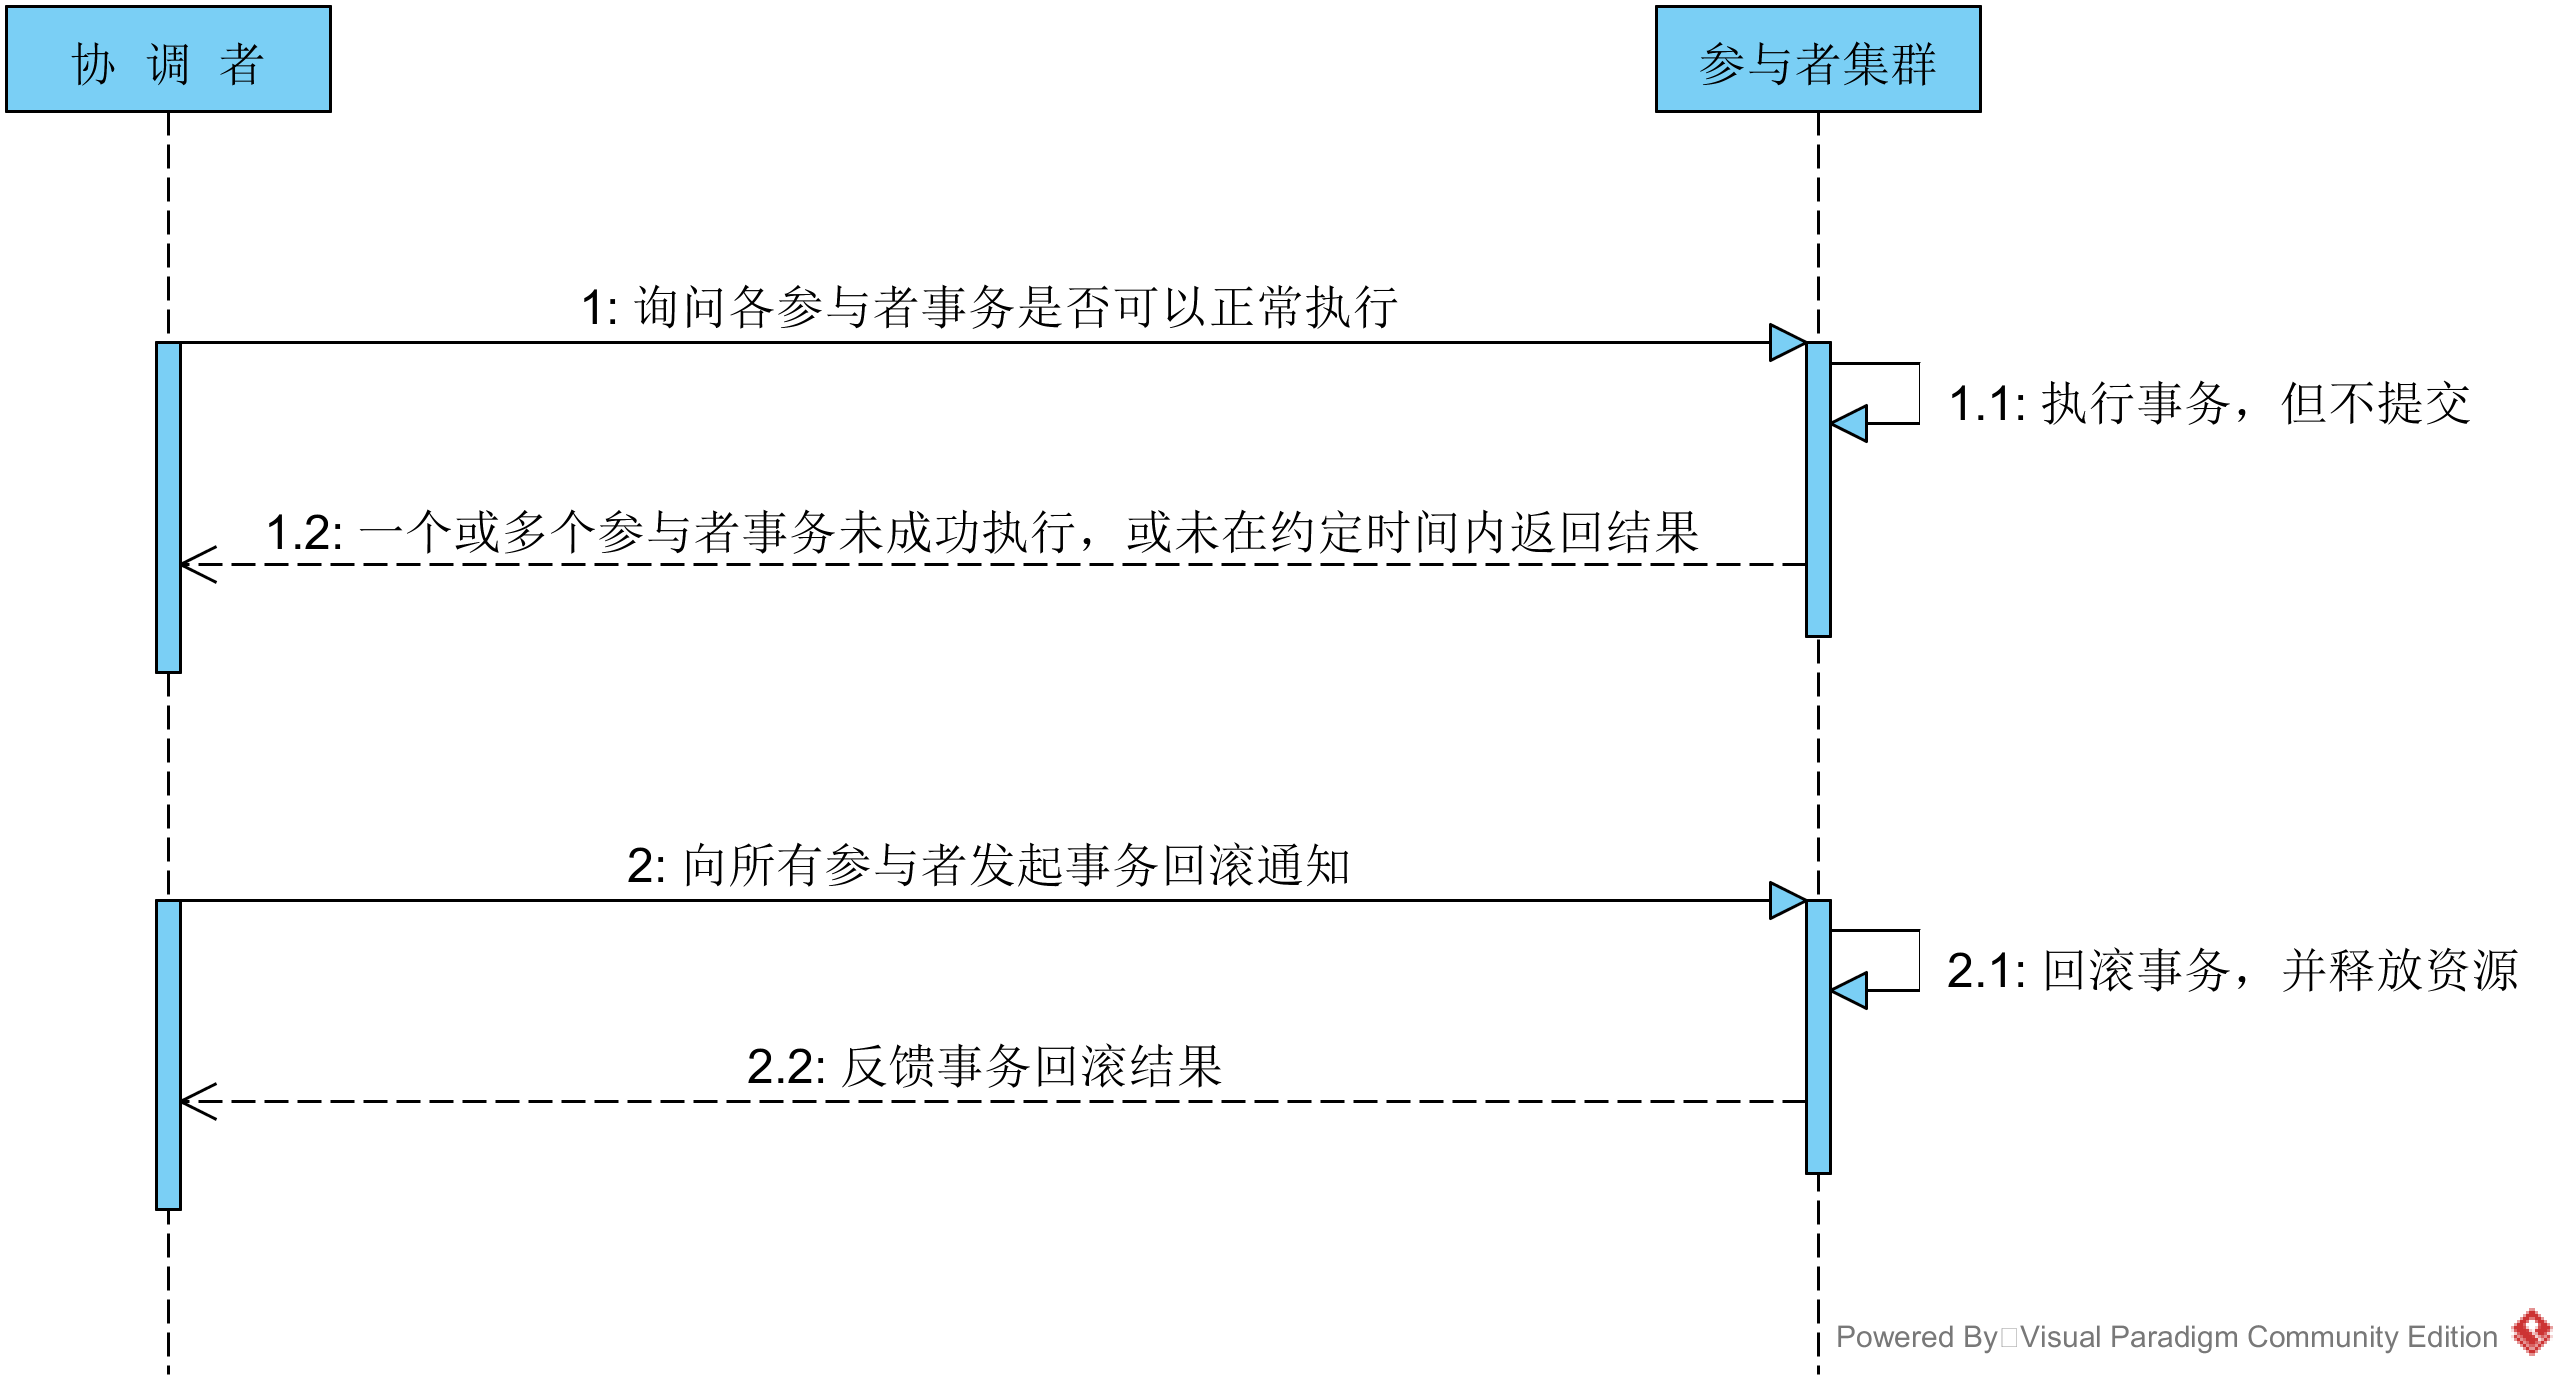 协 调 者
参与者集群
1: 询问各参与者事务是否可以正常执行
1.1: 执行事务，但不提交
1.2: 一个或多个参与者事务未成功执行，或未在约定时间内返回结果
2: 向所有参与者发起事务回滚通知
2.1: 回滚事务，并释放资源
2.2: 反馈事务回滚结果
Powered By□Visual Paradigm Community Edition